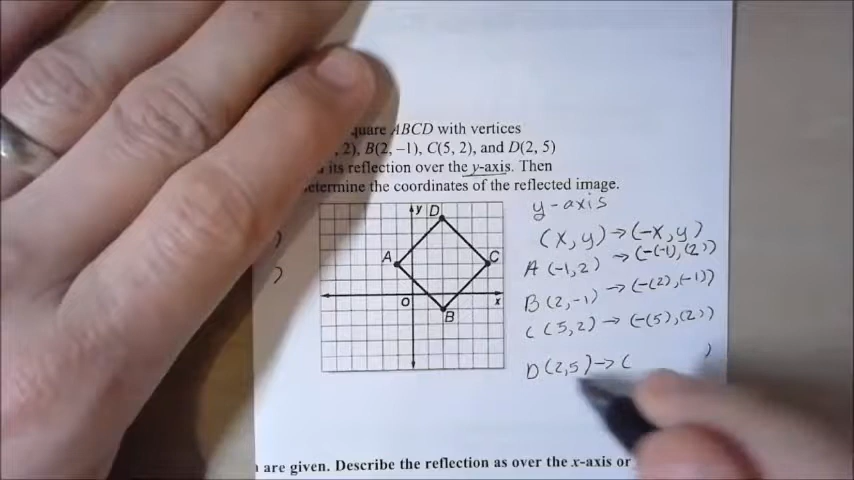 quare ABCD with vertices
, 2), B(2, –1), C(5, 2), and D(2, 5)
its reflection over the y-axis. Then
etermine the coordinates of the reflected image.
y-axis
(x, y) → (-x, y)
A (-1, 2) → (-(-1), (2))
B (2, -1) → (-(2), (-1))
C (5, 2) → (-(5), (2))
D (2, 5) → ( )
)
)
y
D
A
C
O
x
B
are given. Describe the reflection as over the x-axis or